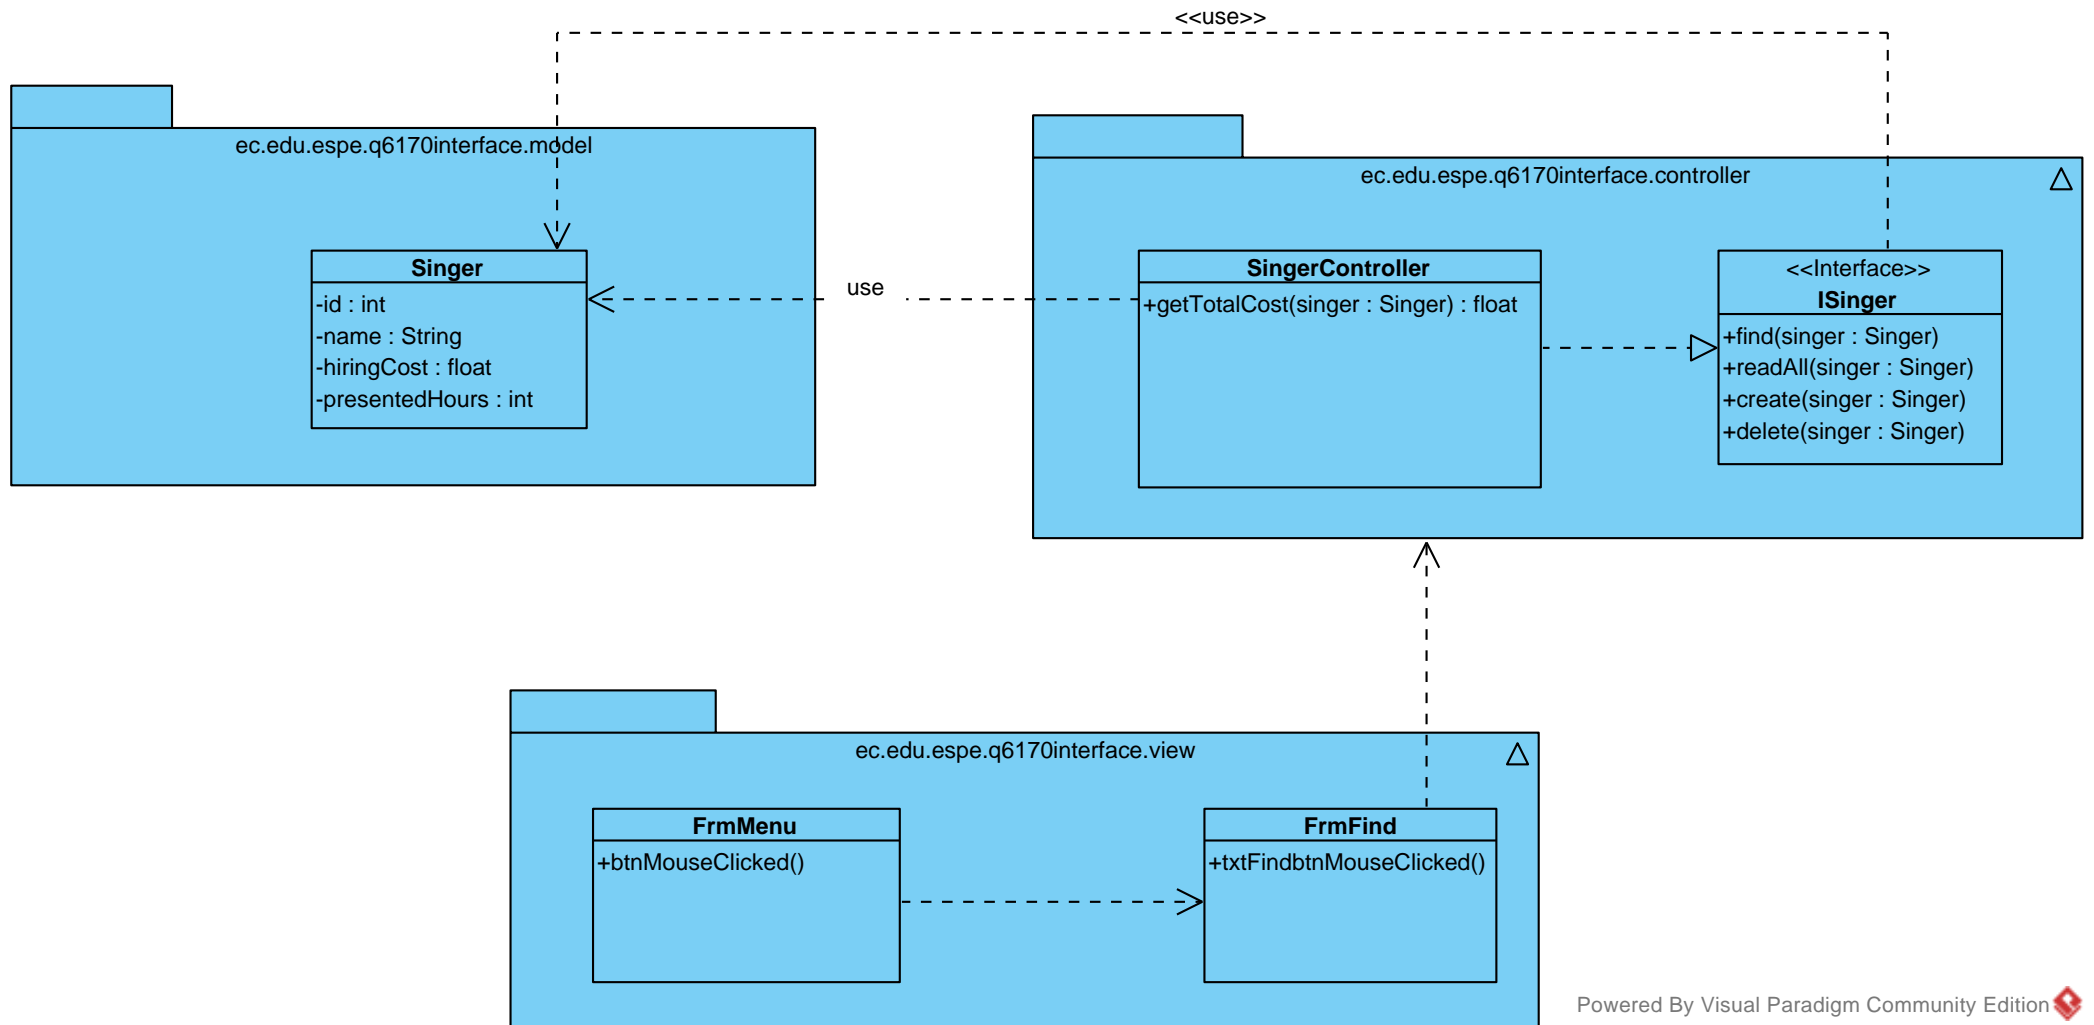 <<use>>
ec.edu.espe.q6170interface.model
Singer
-id : int
-name : String
-hiringCost : float
-presentedHours : int
use
ec.edu.espe.q6170interface.controller
SingerController
+getTotalCost(singer : Singer) : float
<<Interface>>
ISinger
+find(singer : Singer)
+readAll(singer : Singer)
+create(singer : Singer)
+delete(singer : Singer)
ec.edu.espe.q6170interface.view
FrmMenu
+btnMouseClicked()
FrmFind
+txtFindbtnMouseClicked()
Powered By Visual Paradigm Community Edition